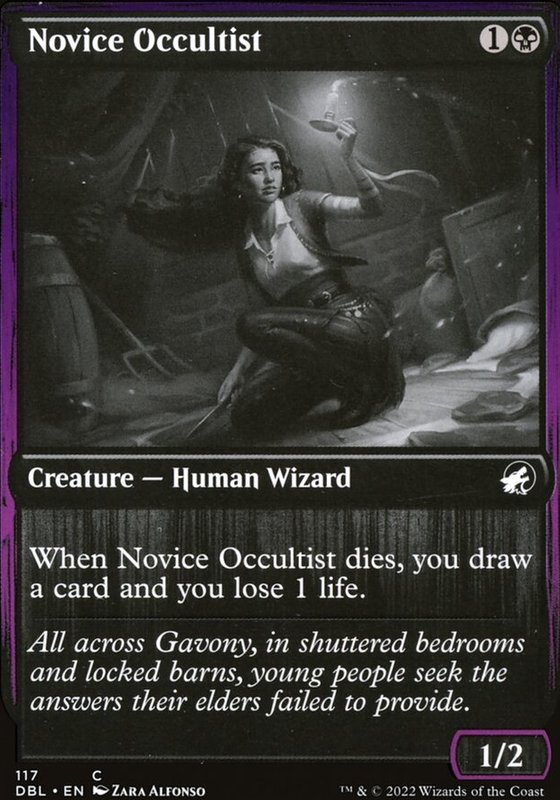 Novice Occultist 1
Creature — Human Wizard
When Novice Occultist dies, you draw
a card and you lose 1 life.
All across Gavony, in shuttered bedrooms
and locked barns, young people seek the
answers their elders failed to provide.
1/2
117 C
DBL • EN Zara Alfonso ™ & © 2022 Wizards of the Coast